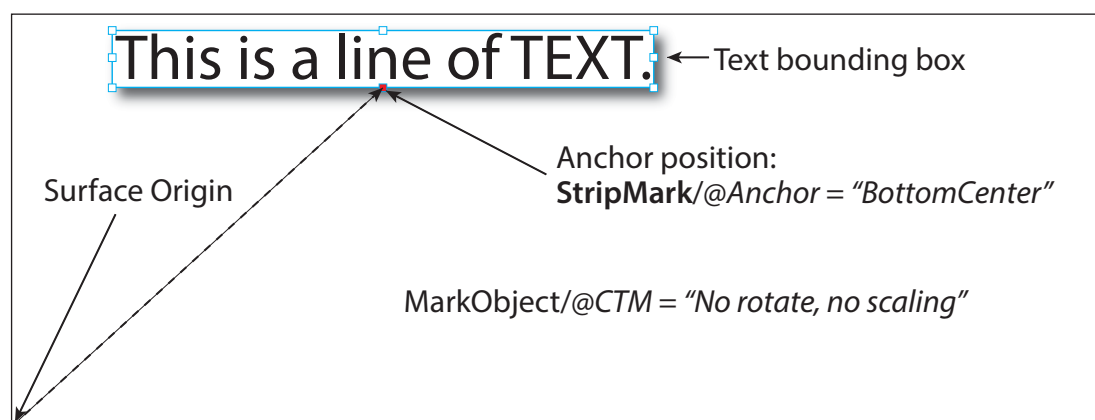 This is a line of TEXT.
Text bounding box
Anchor position:
StripMark/@Anchor = “BottomCenter”
Surface Origin
MarkObject/@CTM = “No rotate, no scaling”